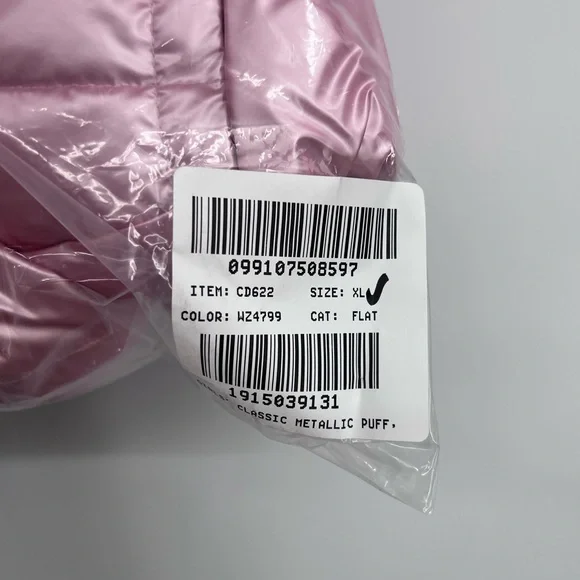 099107508597
ITEM: CD622 SIZE: XL
COLOR: WZ4799 CAT: FLAT
1915039131
CLASSIC METALLIC PUFF,